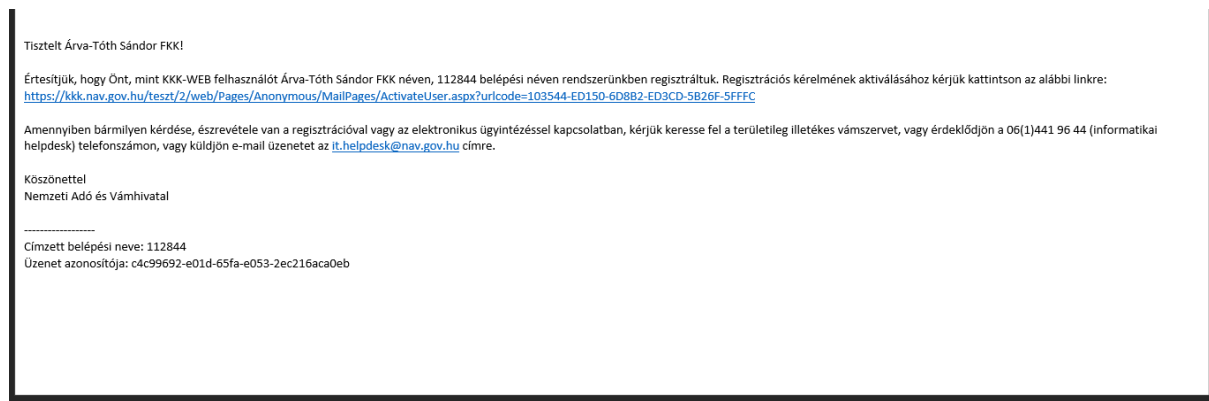 Tisztelt Árva-Tóth Sándor FKK!
Értesítjük, hogy Önt, mint KKK-WEB felhasználót Árva-Tóth Sándor FKK néven, 112844 belépési néven rendszerünkben regisztráltuk. Regisztrációs kérelmének aktiválásához kérjük kattintson az alábbi linkre:
https://kkk.nav.gov.hu/teszt/2/web/Pages/Anonymous/MailPages/ActivateUser.aspx?urlcode=103544-ED150-6D8B2-ED3CD-5B26F-5FFFC
Amennyiben bármilyen kérdése, észrevétele van a regisztrációval vagy az elektronikus ügyintézéssel kapcsolatban, kérjük keresse fel a területileg illetékes vámszervet, vagy érdeklődjön a 06(1)441 96 44 (informatikai
helpdesk) telefonszámon, vagy küldjön e-mail üzenetet az it.helpdesk@nav.gov.hu címre.
Köszönettel
Nemzeti Adó és Vámhivatal
------------------
Címzett belépési neve: 112844
Üzenet azonosítója: c4c99692-e01d-65fa-e053-2ec216aca0eb